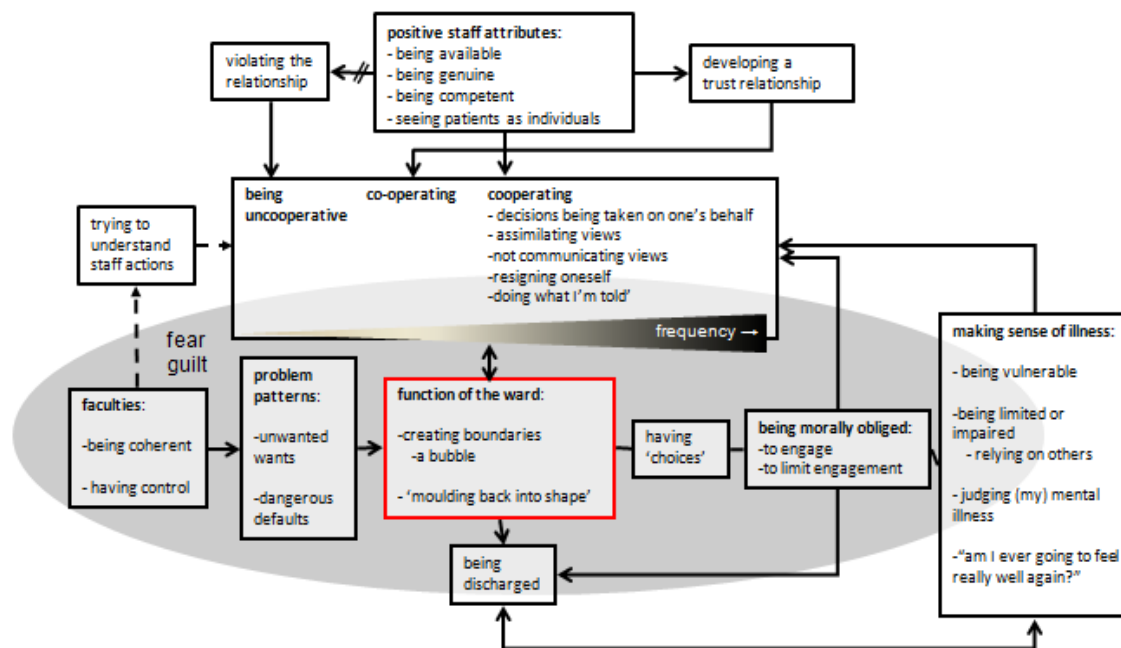 positive staff attributes:
- being available
- being genuine
- being competent
- seeing patients as individuals
violating the
relationship
developing a
trust relationship
being
uncooperative
co-operating
cooperating
- decisions being taken on one's behalf
- assimilating views
-not communicating views
-resigning oneself
-doing what I'm told'
frequency →
trying to
understand
staff actions
fear
guilt
faculties:
-being coherent
- having control
problem
patterns:
-unwanted
wants
-dangerous
defaults
function of the ward:
-creating boundaries
-a bubble
- 'moulding back into shape'
having
'choices'
being morally obliged:
-to engage
-to limit engagement
making sense of illness:
- being vulnerable
-being limited or
impaired
- relying on others
- judging (my) mental
illness
-"am I ever going to feel
really well again?"
being
discharged